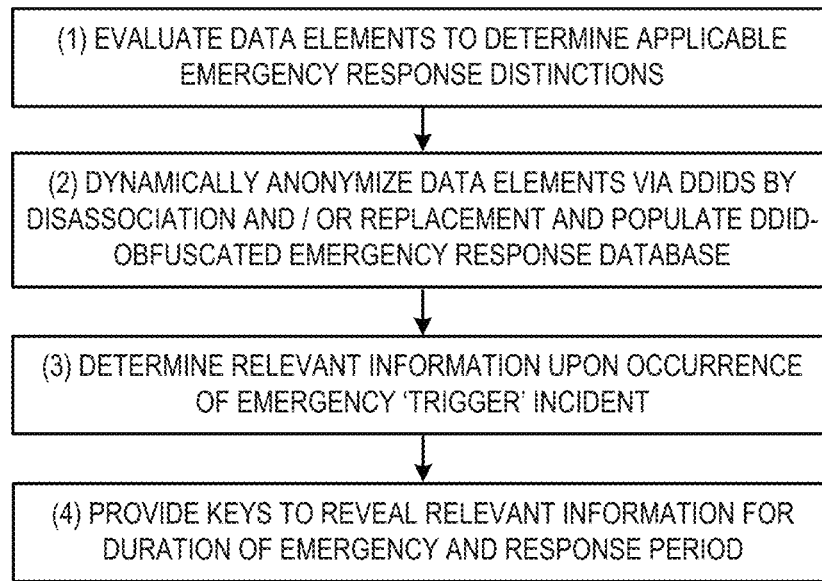 (1) EVALUATE DATA ELEMENTS TO DETERMINE APPLICABLE
EMERGENCY RESPONSE DISTINCTIONS
(2) DYNAMICALLY ANONYMIZE DATA ELEMENTS VIA DDIDS BY
DISASSOCIATION AND / OR REPLACEMENT AND POPULATE DDID-
OBFUSCATED EMERGENCY RESPONSE DATABASE
(3) DETERMINE RELEVANT INFORMATION UPON OCCURRENCE
OF EMERGENCY ‘TRIGGER’ INCIDENT
(4) PROVIDE KEYS TO REVEAL RELEVANT INFORMATION FOR
DURATION OF EMERGENCY AND RESPONSE PERIOD